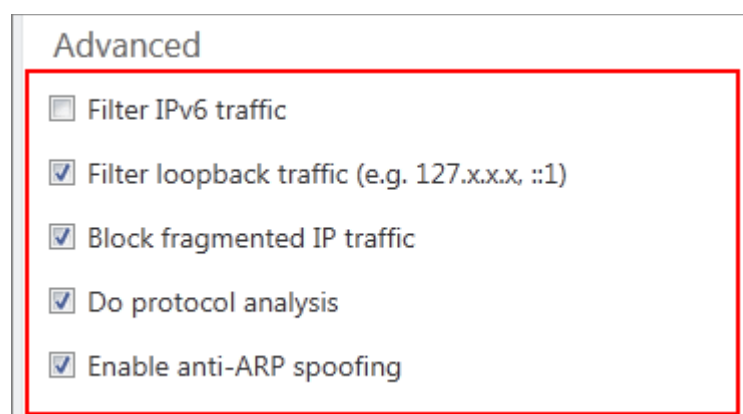 Advanced
Filter IPv6 traffic
Filter loopback traffic (e.g. 127.x.x.x, ::1)
Block fragmented IP traffic
Do protocol analysis
Enable anti-ARP spoofing